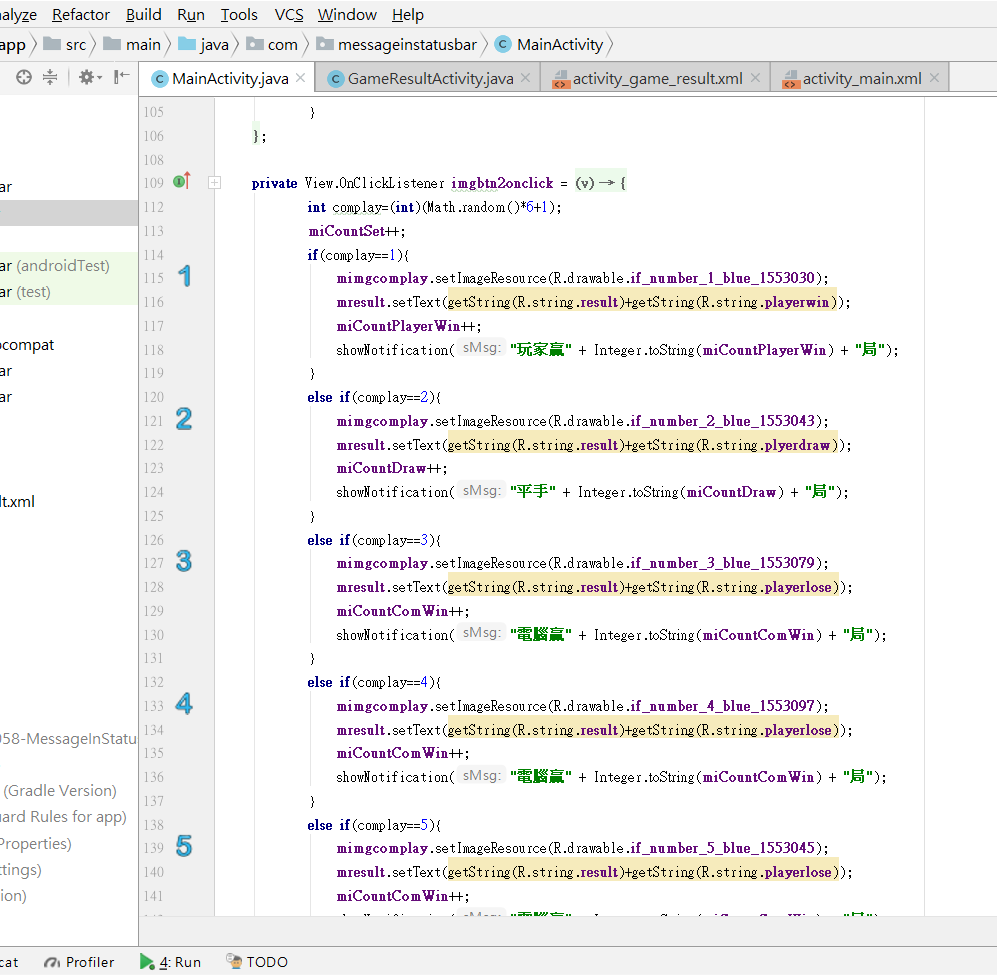 alyze Refactor Build Run Tools VCS Window Help
app src main java com messageinstatusbar MainActivity
MainActivity.java GameResultActivity.java activity_game_result.xml activity_main.xml
105 }
106 };
108
109 private View.OnClickListener imgbtn2onclick = (v) → {
112 int complay=(int)(Math.random()*6+1);
113 miCountSet++;
114 if(complay==1){
115 mimgcomplay.setImageResource(R.drawable.if_number_1_blue_1553030);
116 mresult.setText(getString(R.string.result)+getString(R.string.playerwin));
117 miCountPlayerWin++;
118 showNotification( sMsg: "玩家贏" + Integer.toString(miCountPlayerWin) + "局");
119 }
120 else if(complay==2){
121 mimgcomplay.setImageResource(R.drawable.if_number_2_blue_1553043);
122 mresult.setText(getString(R.string.result)+getString(R.string.plyerdraw));
123 miCountDraw++;
124 showNotification( sMsg: "平手" + Integer.toString(miCountDraw) + "局");
125 }
126 else if(complay==3){
127 mimgcomplay.setImageResource(R.drawable.if_number_3_blue_1553079);
128 mresult.setText(getString(R.string.result)+getString(R.string.playerlose));
129 miCountComWin++;
130 showNotification( sMsg: "電腦贏" + Integer.toString(miCountComWin) + "局");
131 }
132 else if(complay==4){
133 mimgcomplay.setImageResource(R.drawable.if_number_4_blue_1553097);
134 mresult.setText(getString(R.string.result)+getString(R.string.playerlose));
135 miCountComWin++;
136 showNotification( sMsg: "電腦贏" + Integer.toString(miCountComWin) + "局");
137 }
138 else if(complay==5){
139 mimgcomplay.setImageResource(R.drawable.if_number_5_blue_1553045);
140 mresult.setText(getString(R.string.result)+getString(R.string.playerlose));
141 miCountComWin++;
1
2
3
4
5
ar
ar (androidTest)
ar (test)
ocompat
ar
ar
lt.xml
058-MessageInStatu
(Gradle Version)
uard Rules for app)
Properties)
ttings)
ion)
cat Profiler 4: Run TODO